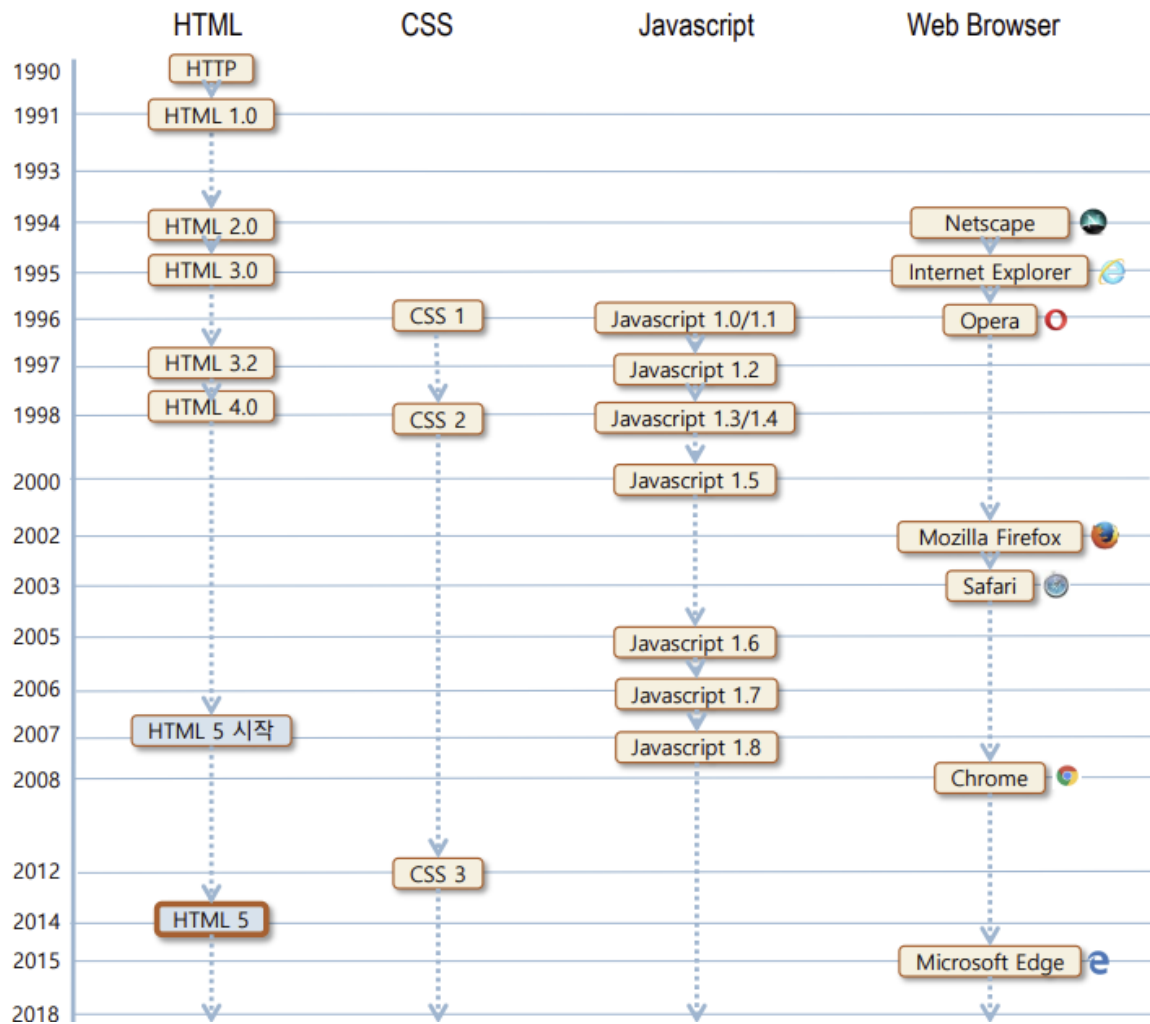 HTML CSS Javascript Web Browser
1990 HTTP
1991 HTML 1.0
1993
1994 HTML 2.0 Netscape
1995 HTML 3.0 Internet Explorer
1996 CSS 1 Javascript 1.0/1.1 Opera
1997 HTML 3.2 Javascript 1.2
1998 HTML 4.0 CSS 2 Javascript 1.3/1.4
2000 Javascript 1.5
2002 Mozilla Firefox
2003 Safari
2005 Javascript 1.6
2006 Javascript 1.7
2007 HTML 5 시작 Javascript 1.8
2008 Chrome
2012 CSS 3
2014 HTML 5
2015 Microsoft Edge
2018